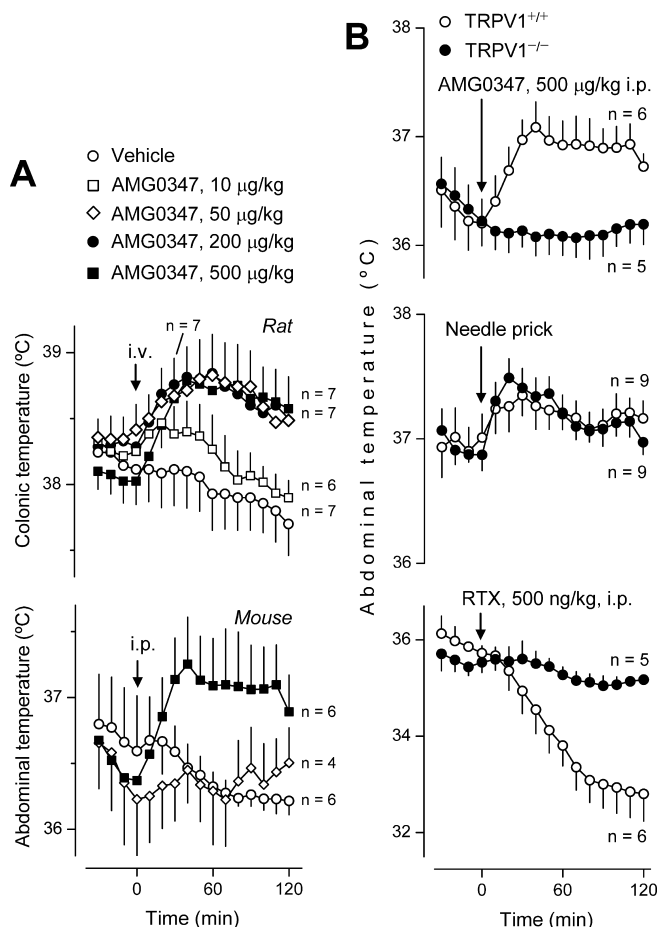 A
Vehicle
AMG0347, 10 μg/kg
AMG0347, 50 μg/kg
AMG0347, 200 μg/kg
AMG0347, 500 μg/kg
Colonic temperature (ºC)
39
38
i.v.
n = 7
Rat
n = 7
n = 7
n = 6
n = 7
Abdominal temperature (ºC)
37
36
i.p.
Mouse
n = 6
n = 4
n = 6
0
60
120
Time (min)
B
TRPV1+/+
TRPV1−/−
Abdominal temperature (ºC)
38
37
36
AMG0347, 500 μg/kg i.p.
n = 6
n = 5
38
37
36
Needle prick
n = 9
n = 9
36
34
32
RTX, 500 ng/kg, i.p.
n = 5
n = 6
0
60
120
Time (min)